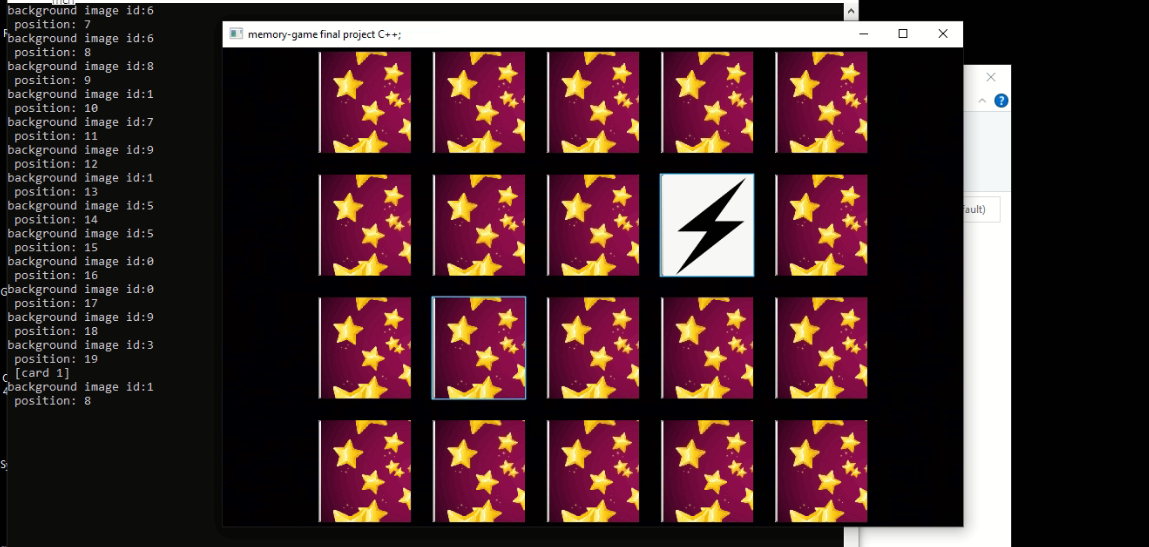 background image id:6
position: 7
background image id:6
position: 8
background image id:8
position: 9
background image id:1
position: 10
background image id:7
position: 11
background image id:9
position: 12
background image id:1
position: 13
background image id:5
position: 14
background image id:5
position: 15
background image id:0
position: 16
background image id:0
position: 17
background image id:9
position: 18
background image id:3
position: 19
[card 1]
background image id:1
position: 8
memory-game final project C++;
?
fault)